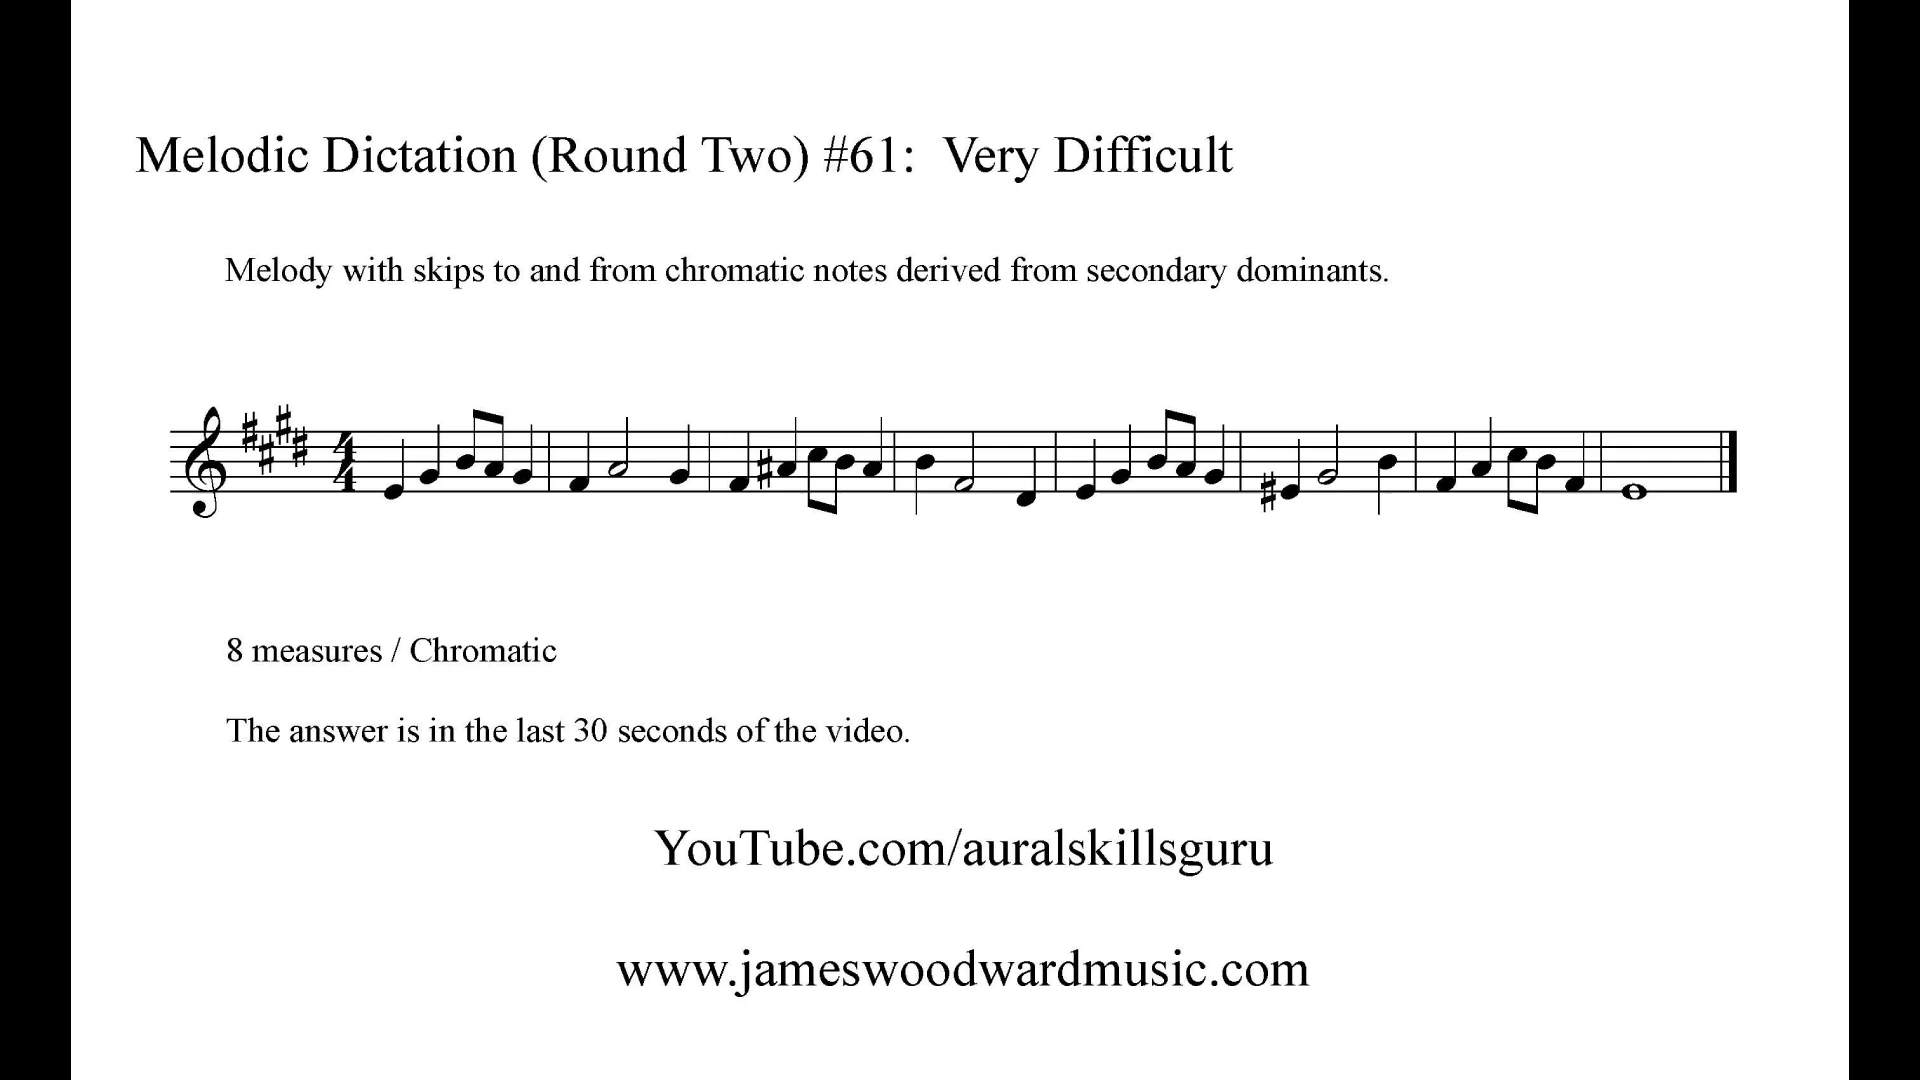 Melodic Dictation (Round Two) #61:  Very Difficult
Melody with skips to and from chromatic notes derived from secondary dominants.
4
4
8 measures / Chromatic
The answer is in the last 30 seconds of the video.
YouTube.com/auralskillsguru
www.jameswoodwardmusic.com